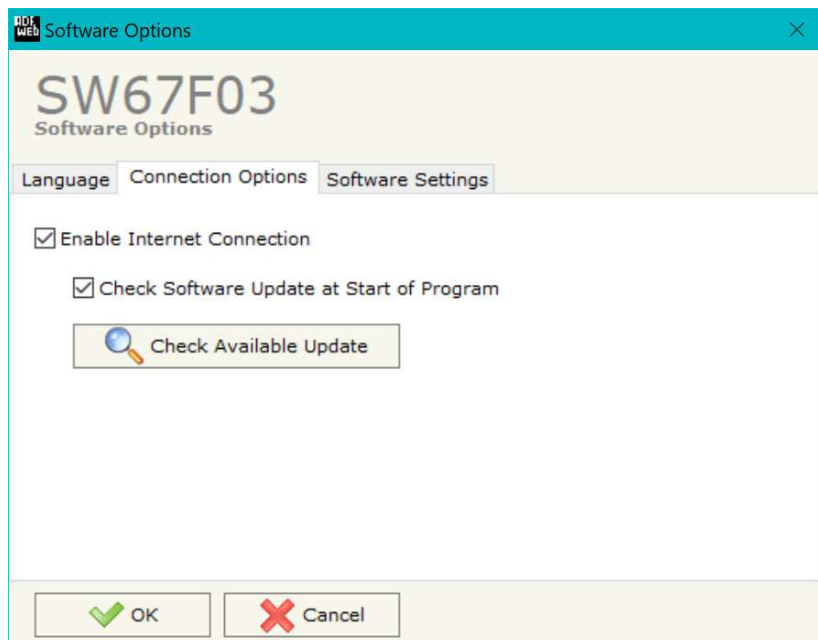 ADF
WEB
Software Options
SW67F03
Software Options
Language
Connection Options
Software Settings
Enable Internet Connection
Check Software Update at Start of Program
Check Available Update
OK
Cancel